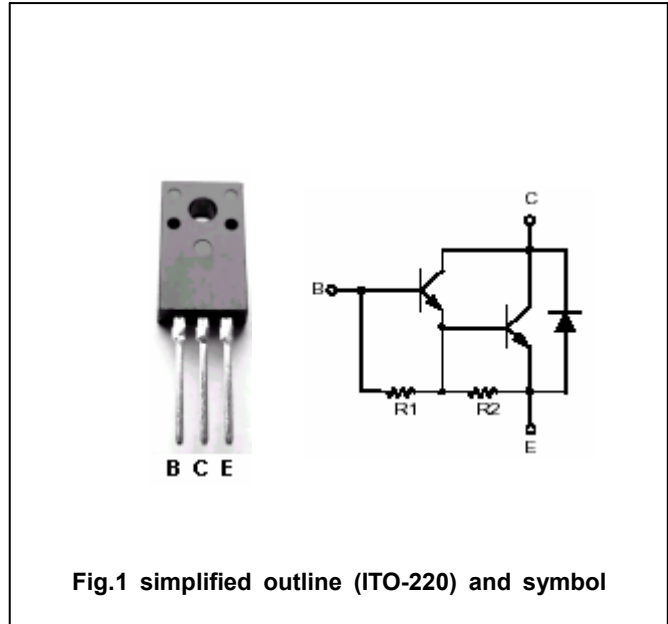 C
B
R1
R2
E
B C E
Fig.1 simplified outline (ITO-220) and symbol